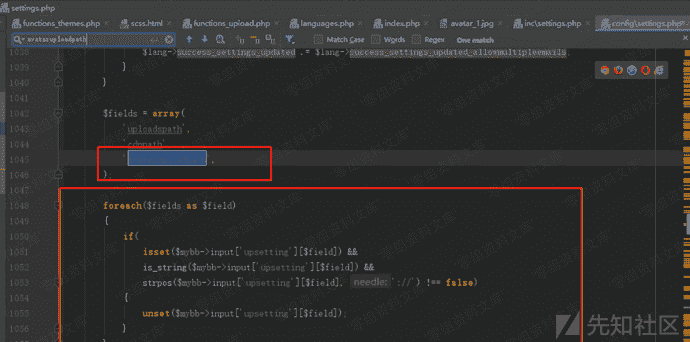 settings.php
functions_themes.php scss.html functions_upload.php languages.php index.php avatar_1.jpg inc\settings.php config\settings.php
avataruploadpath Match Case Words Regex One match
1038 $lang->success_settings_updated .= $lang->success_settings_updated_allowmultipleemails;
1039 }
1040 }
1041
1042 $fields = array(
1043 'uploadspath',
1044 'cdnpath',
1045 ' ',
1046 );
1047
1048 foreach($fields as $field)
1049 {
1050 if(
1051 isset($mybb->input['upsetting'][$field]) &&
1052 is_string($mybb->input['upsetting'][$field]) &&
1053 strpos($mybb->input['upsetting'][$field], needle: '://') !== false)
1054 {
1055 unset($mybb->input['upsetting'][$field]);
1056 }
先知社区